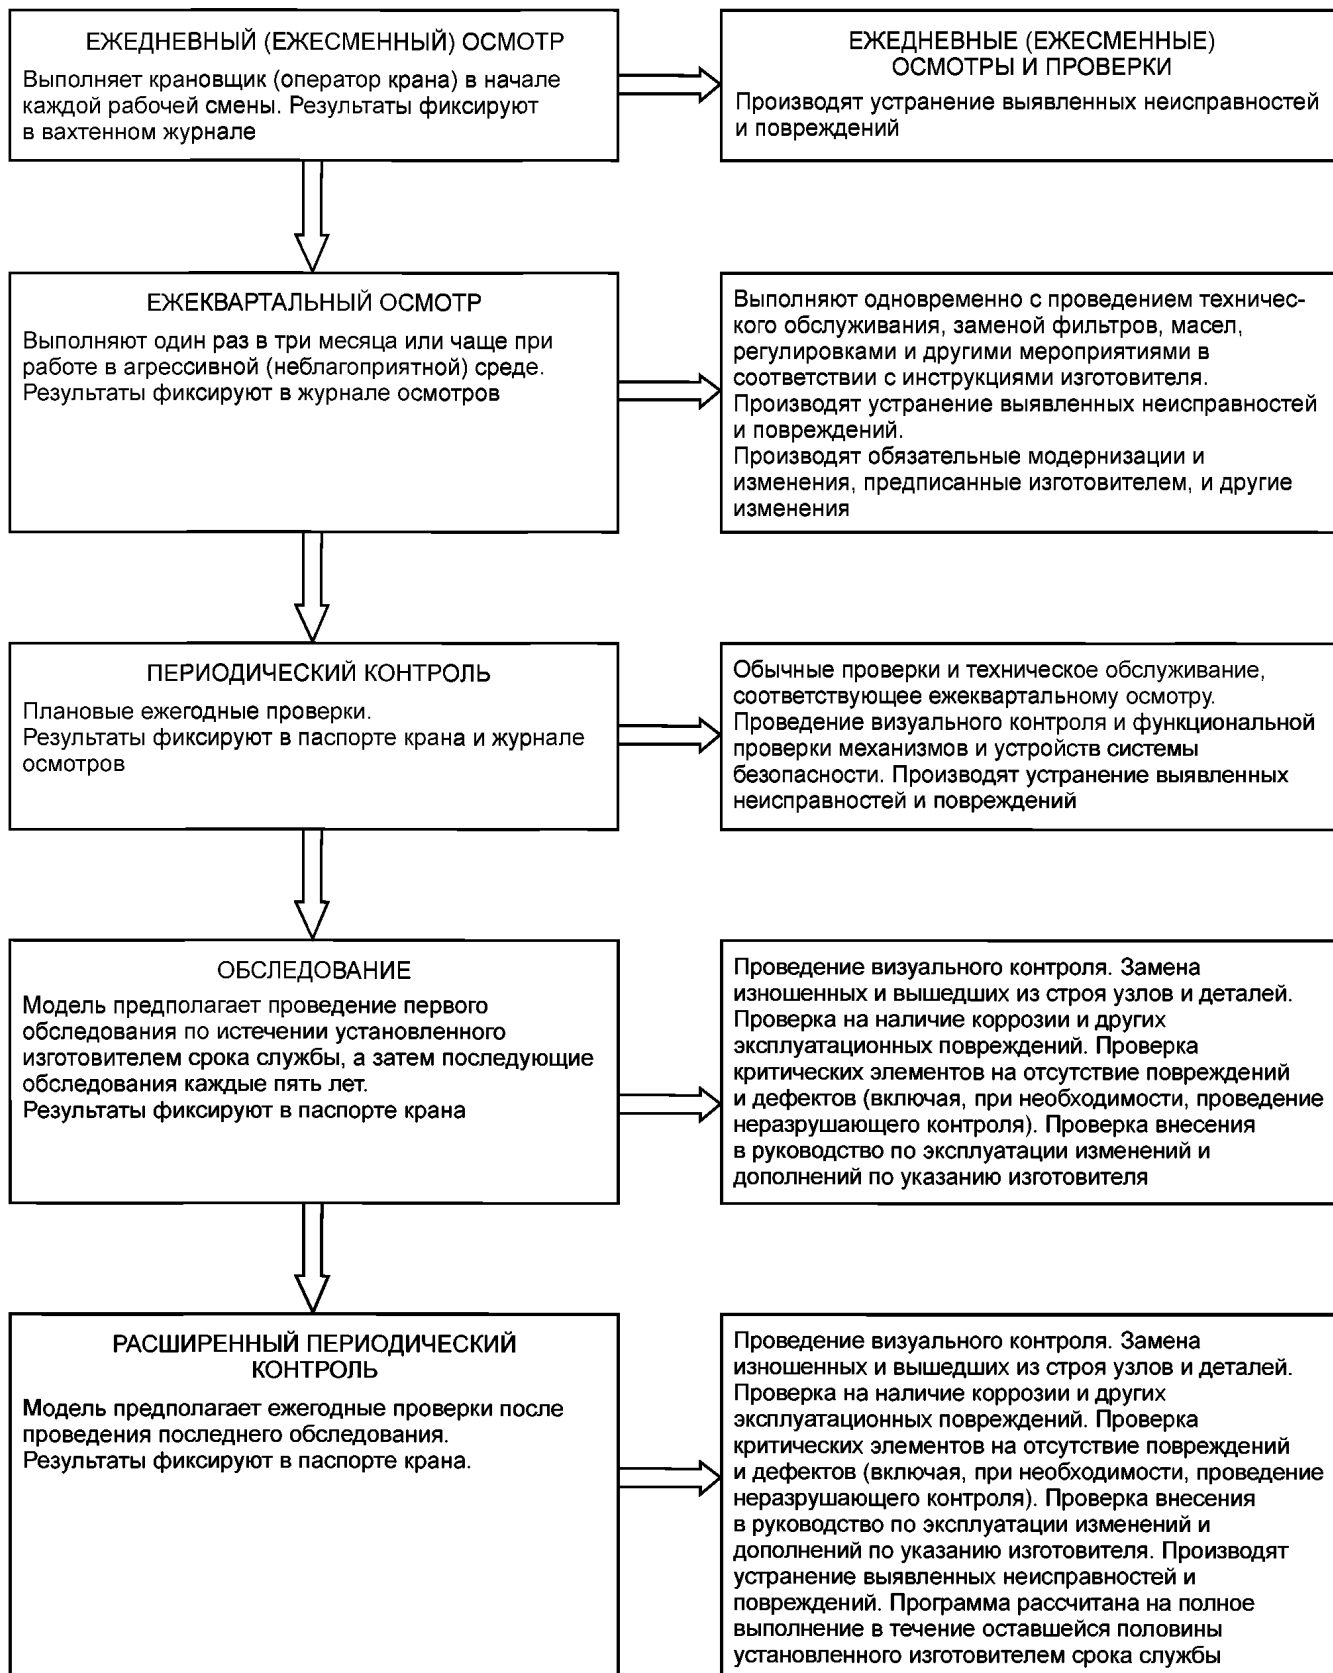 ЕЖЕДНЕВНЫЙ (ЕЖЕСМЕННЫЙ) ОСМОТР
Выполняет крановщик (оператор крана) в начале
каждой рабочей смены. Результаты фиксируют
в вахтенном журнале
ЕЖЕДНЕВНЫЕ (ЕЖЕСМЕННЫЕ)
ОСМОТРЫ И ПРОВЕРКИ
Производят устранение выявленных неисправностей
и повреждений
ЕЖЕКВАРТАЛЬНЫЙ ОСМОТР
Выполняют один раз в три месяца или чаще при
работе в агрессивной (неблагоприятной) среде.
Результаты фиксируют в журнале осмотров
Выполняют одновременно с проведением техничес-
кого обслуживания, заменой фильтров, масел,
регулировками и другими мероприятиями в
соответствии с инструкциями изготовителя.
Производят устранение выявленных неисправностей
и повреждений.
Производят обязательные модернизации и
изменения, предписанные изготовителем, и другие
изменения
ПЕРИОДИЧЕСКИЙ КОНТРОЛЬ
Плановые ежегодные проверки.
Результаты фиксируют в паспорте крана и журнале
осмотров
Обычные проверки и техническое обслуживание,
соответствующее ежеквартальному осмотру.
Проведение визуального контроля и функциональной
проверки механизмов и устройств системы
безопасности. Производят устранение выявленных
неисправностей и повреждений
ОБСЛЕДОВАНИЕ
Модель предполагает проведение первого
обследования по истечении установленного
изготовителем срока службы, а затем последующие
обследования каждые пять лет.
Результаты фиксируют в паспорте крана
Проведение визуального контроля. Замена
изношенных и вышедших из строя узлов и деталей.
Проверка на наличие коррозии и других
эксплуатационных повреждений. Проверка
критических элементов на отсутствие повреждений
и дефектов (включая, при необходимости, проведение
неразрушающего контроля). Проверка внесения
в руководство по эксплуатации изменений и
дополнений по указанию изготовителя
РАСШИРЕННЫЙ ПЕРИОДИЧЕСКИЙ
КОНТРОЛЬ
Модель предполагает ежегодные проверки после
проведения последнего обследования.
Результаты фиксируют в паспорте крана.
Проведение визуального контроля. Замена
изношенных и вышедших из строя узлов и деталей.
Проверка на наличие коррозии и других
эксплуатационных повреждений. Проверка
критических элементов на отсутствие повреждений
и дефектов (включая, при необходимости, проведение
неразрушающего контроля). Проверка внесения
в руководство по эксплуатации изменений и
дополнений по указанию изготовителя. Производят
устранение выявленных неисправностей и
повреждений. Программа рассчитана на полное
выполнение в течение оставшейся половины
установленного изготовителем срока службы